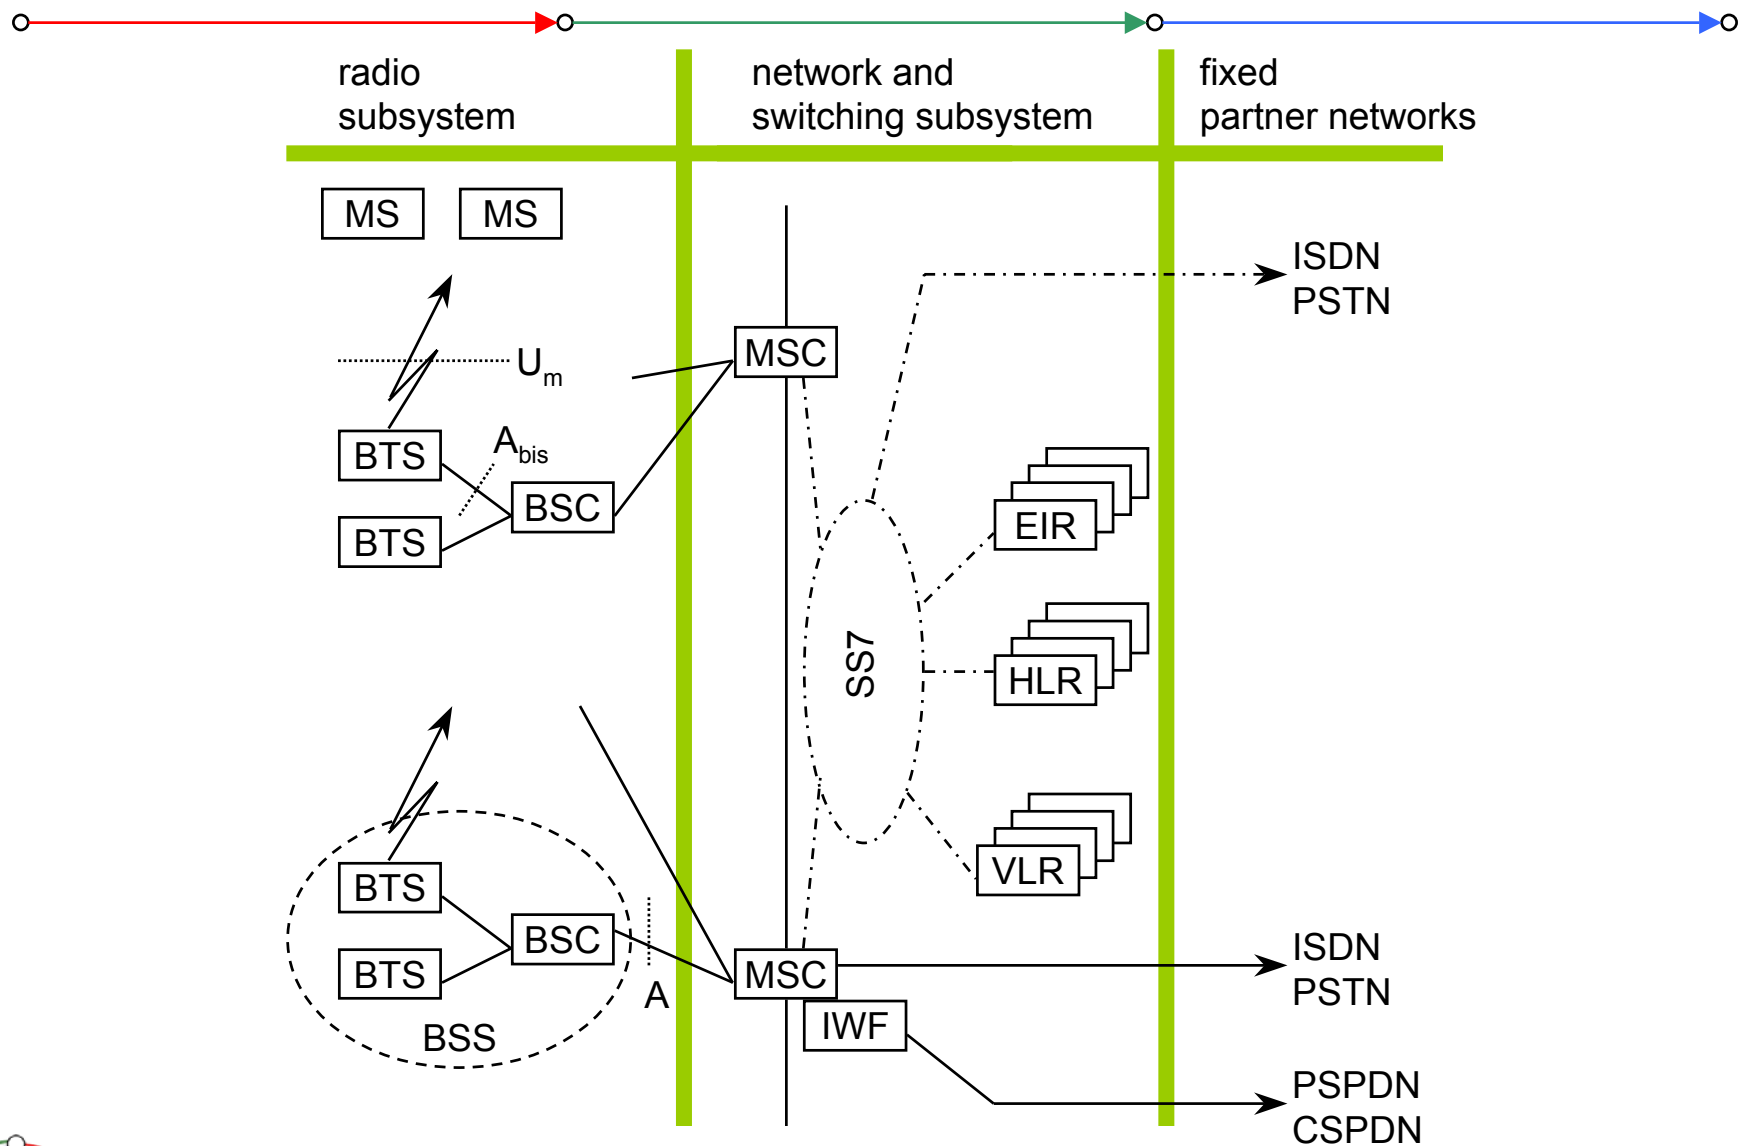 radio
subsystem
network and
switching subsystem
fixed
partner networks
MS
MS
ISDN
PSTN
MSC
Um
BTS
Abis
BSC
EIR
BTS
SS7
HLR
VLR
BTS
BSC
ISDN
PSTN
BTS
A
MSC
BSS
IWF
PSPDN
CSPDN